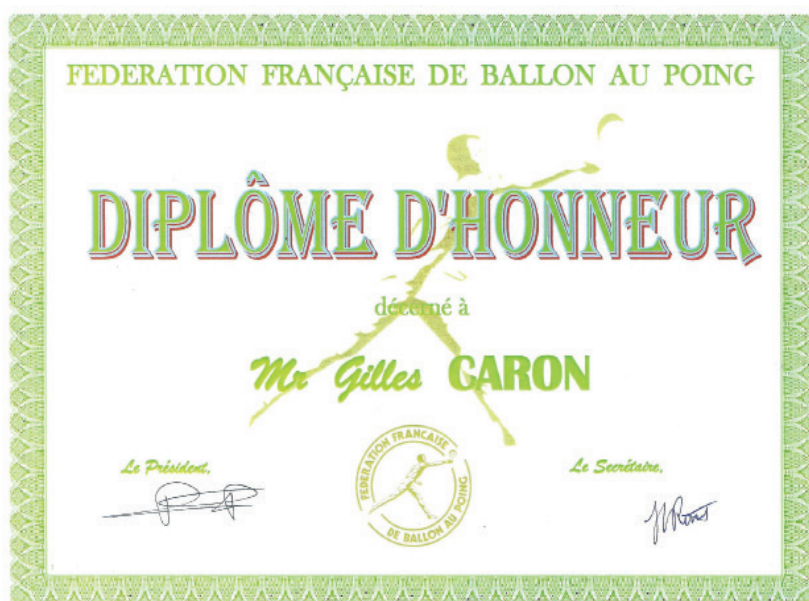 FEDERATION FRANÇAISE DE BALLON AU POING
DIPLÔME D'HONNEUR
décerné à
Mr Gilles CARON
Le Président,
Le Secrétaire,
FEDERATION FRANCAISE
DE BALLON AU POING